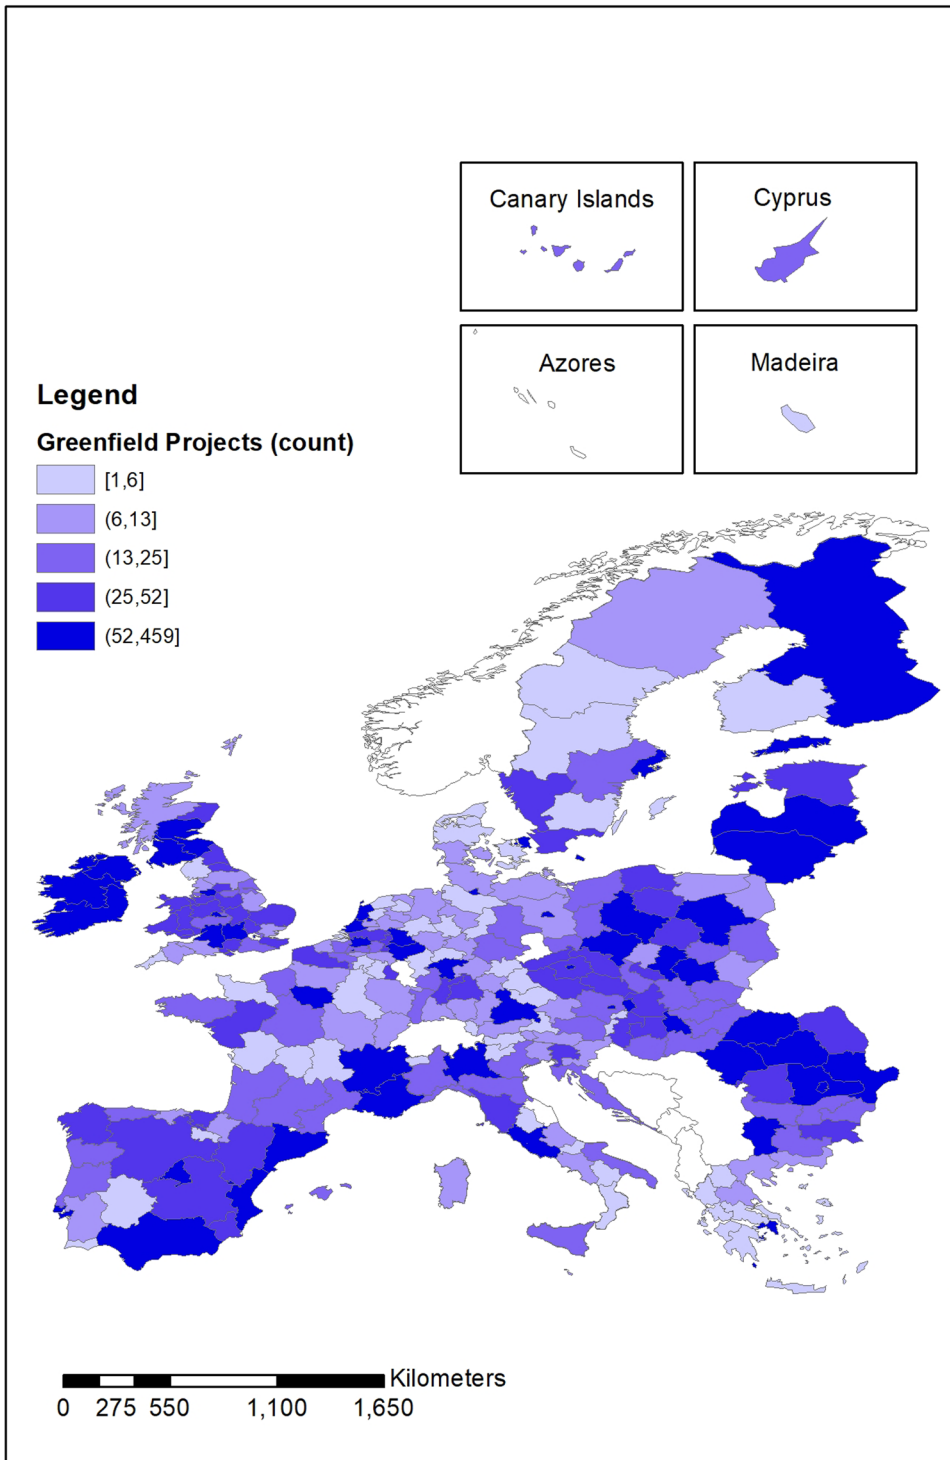 Canary Islands
Cyprus
Azores
Madeira
Legend
Greenfield Projects (count)
[1,6]
(6,13]
(13,25]
(25,52]
(52,459]
Kilometers
0 275 550 1,100 1,650